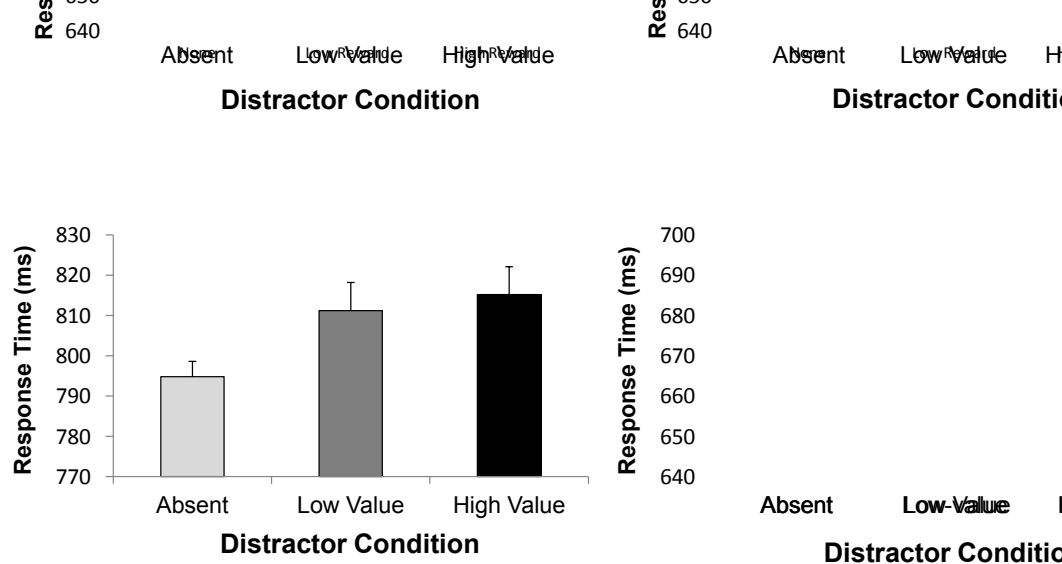 Res
640
Absent Low Value High Value
Distractor Condition
Res
640
Absent Low Value H
Distractor Conditi
Response Time (ms)
830
820
810
800
790
780
770
Absent Low Value High Value
Distractor Condition
Response Time (ms)
700
690
680
670
660
650
640
Absent Low-Value
Distractor Conditio